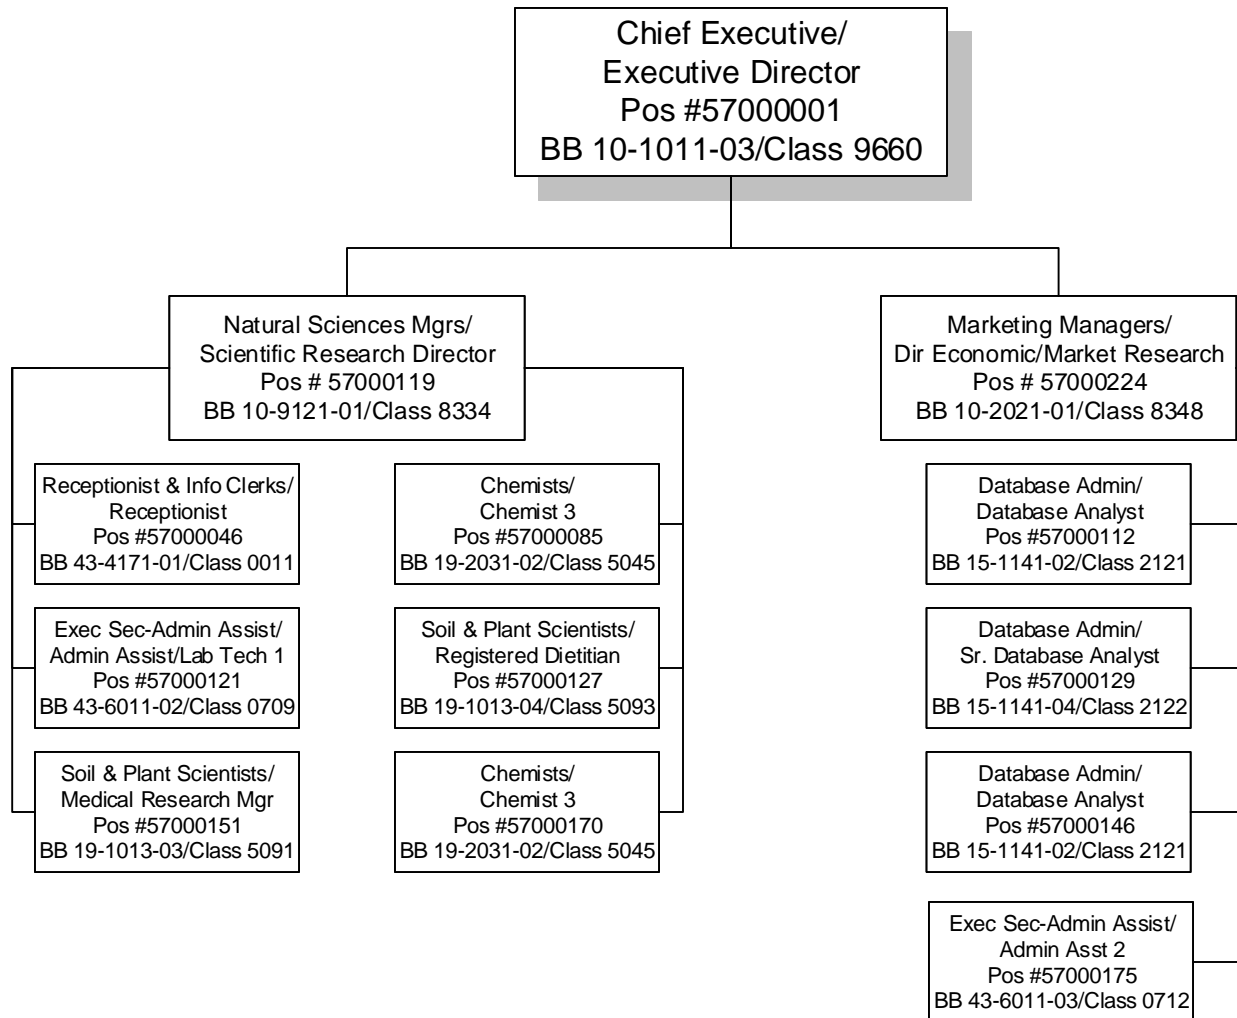 Chief Executive/
Executive Director
Pos #57000001
BB 10-1011-03/Class 9660
Natural Sciences Mgrs/
Scientific Research Director
Pos # 57000119
BB 10-9121-01/Class 8334
Marketing Managers/
Dir Economic/Market Research
Pos # 57000224
BB 10-2021-01/Class 8348
Receptionist & Info Clerks/
Receptionist
Pos #57000046
BB 43-4171-01/Class 0011
Chemists/
Chemist 3
Pos #57000085
BB 19-2031-02/Class 5045
Database Admin/
Database Analyst
Pos #57000112
BB 15-1141-02/Class 2121
Exec Sec-Admin Assist/
Admin Assist/Lab Tech 1
Pos #57000121
BB 43-6011-02/Class 0709
Soil & Plant Scientists/
Registered Dietitian
Pos #57000127
BB 19-1013-04/Class 5093
Database Admin/
Sr. Database Analyst
Pos #57000129
BB 15-1141-04/Class 2122
Soil & Plant Scientists/
Medical Research Mgr
Pos #57000151
BB 19-1013-03/Class 5091
Chemists/
Chemist 3
Pos #57000170
BB 19-2031-02/Class 5045
Database Admin/
Database Analyst
Pos #57000146
BB 15-1141-02/Class 2121
Exec Sec-Admin Assist/
Admin Asst 2
Pos #57000175
BB 43-6011-03/Class 0712